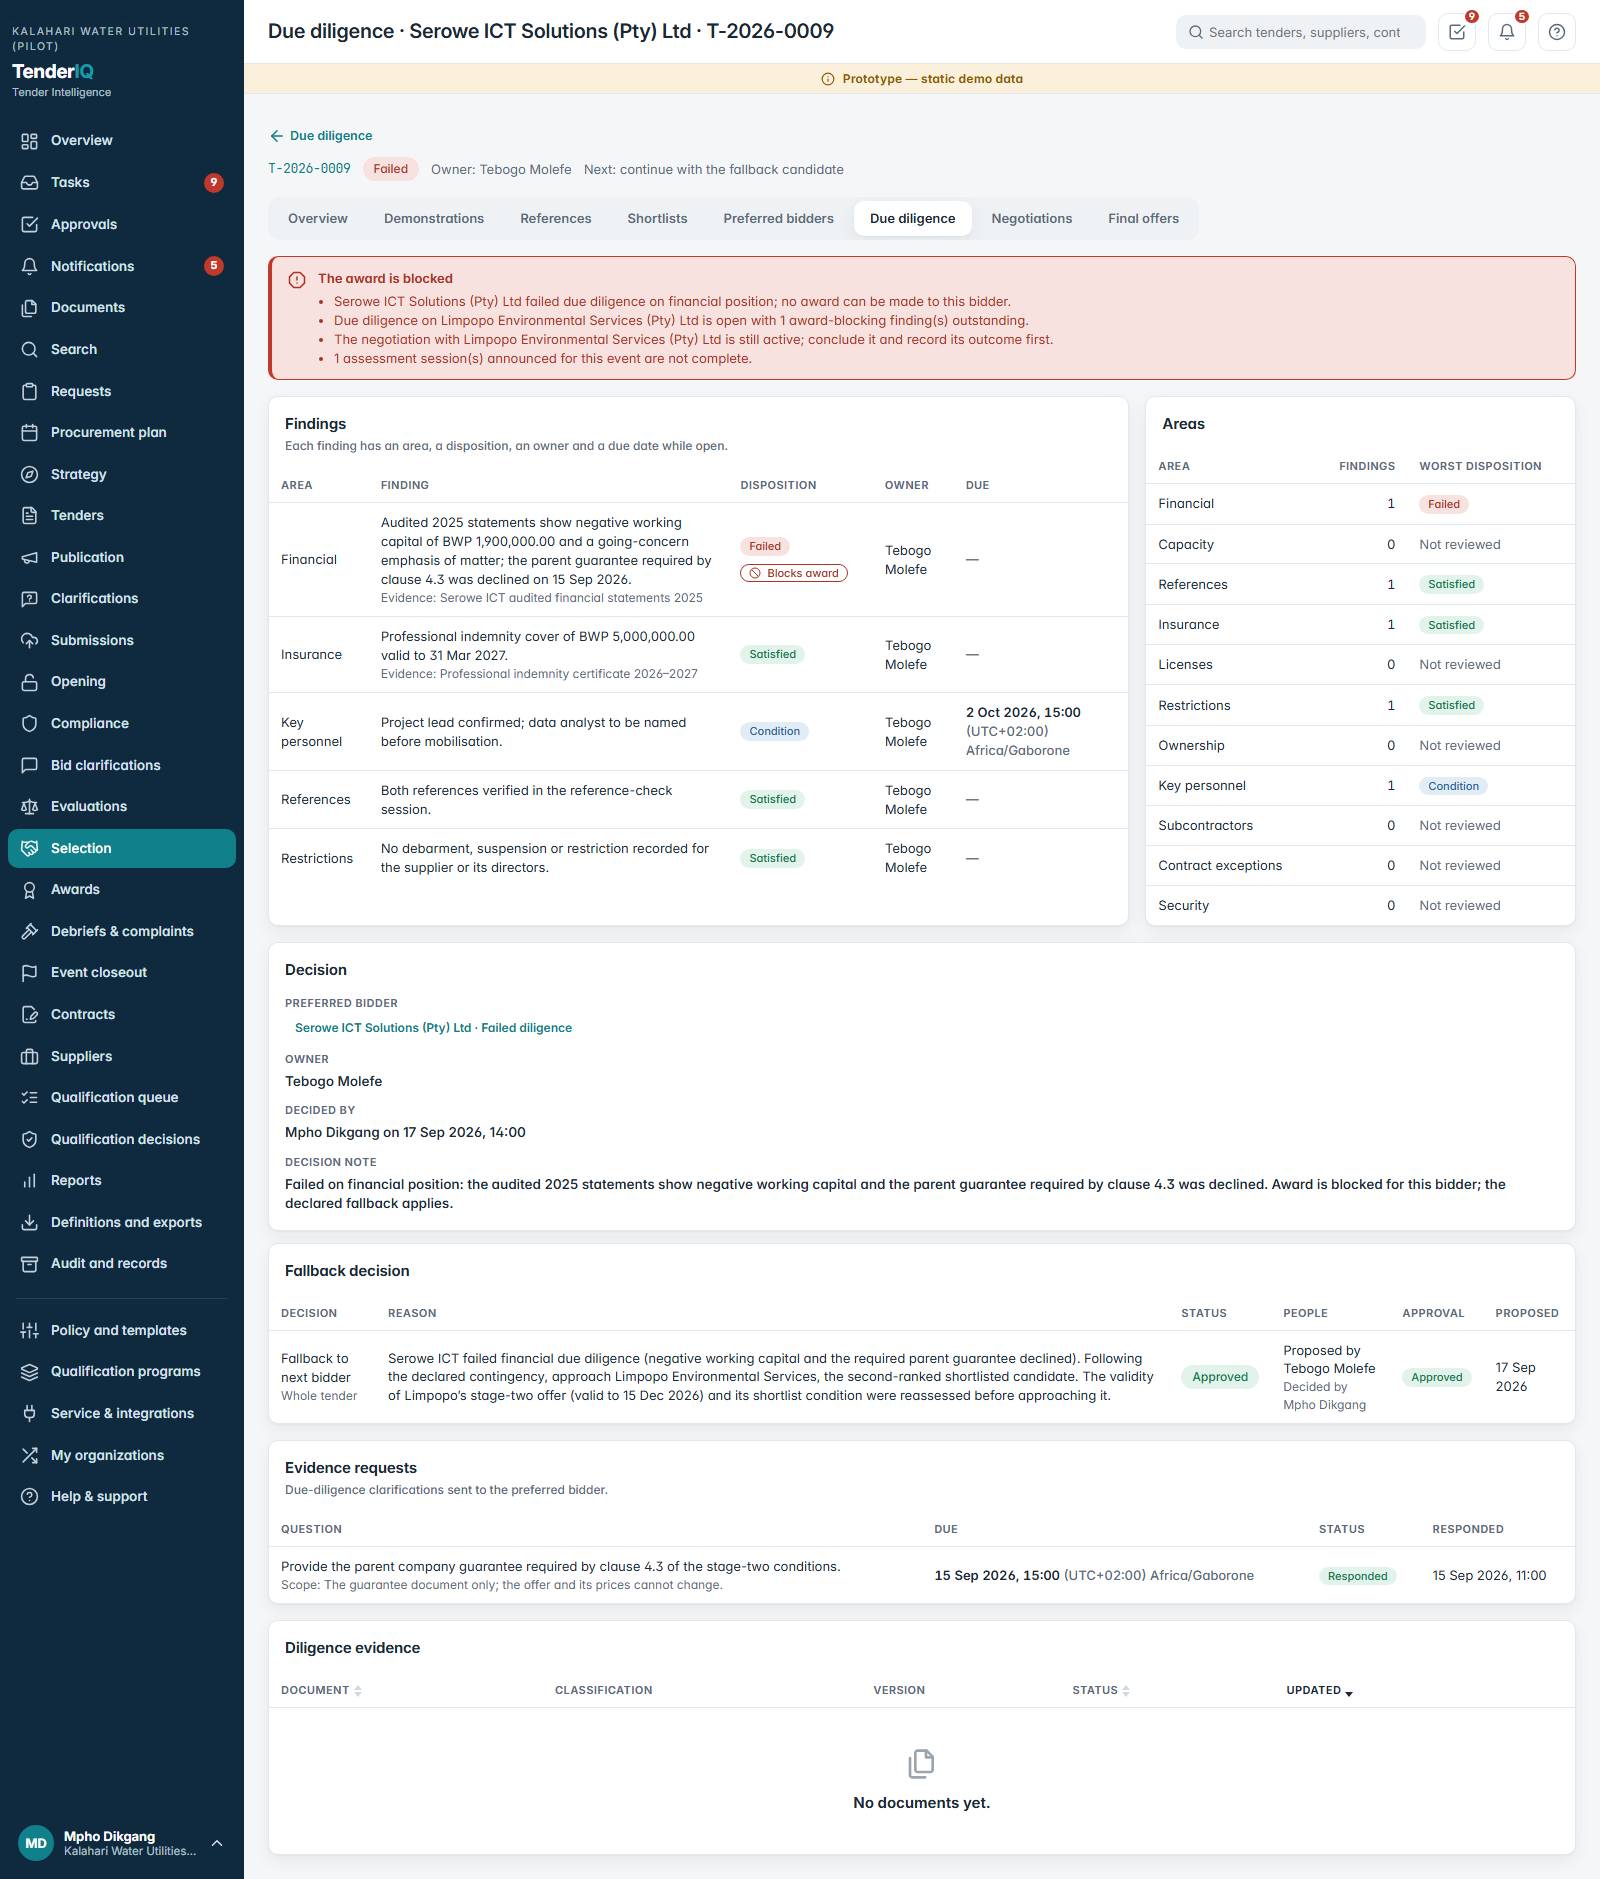 KALAHARI WATER UTILITIES
(PILOT)
TenderIQ
Tender Intelligence
Overview
Tasks 9
Approvals
Notifications 5
Documents
Search
Requests
Procurement plan
Strategy
Tenders
Publication
Clarifications
Submissions
Opening
Compliance
Bid clarifications
Evaluations
Selection
Awards
Debriefs & complaints
Event closeout
Contracts
Suppliers
Qualification queue
Qualification decisions
Reports
Definitions and exports
Audit and records
Policy and templates
Qualification programs
Service & integrations
My organizations
Help & support
MD
Mpho Dikgang
Kalahari Water Utilities...
Due diligence · Serowe ICT Solutions (Pty) Ltd · T-2026-0009
Search tenders, suppliers, cont
9
5
Prototype — static demo data
Due diligence
T-2026-0009 Failed Owner: Tebogo Molefe Next: continue with the fallback candidate
Overview Demonstrations References Shortlists Preferred bidders Due diligence Negotiations Final offers
The award is blocked
• Serowe ICT Solutions (Pty) Ltd failed due diligence on financial position; no award can be made to this bidder.
• Due diligence on Limpopo Environmental Services (Pty) Ltd is open with 1 award-blocking finding(s) outstanding.
• The negotiation with Limpopo Environmental Services (Pty) Ltd is still active; conclude it and record its outcome first.
• 1 assessment session(s) announced for this event are not complete.
Findings
Each finding has an area, a disposition, an owner and a due date while open.
AREA FINDING DISPOSITION OWNER DUE
Financial
Audited 2025 statements show negative working
capital of BWP 1,900,000.00 and a going-concern
emphasis of matter; the parent guarantee required by
clause 4.3 was declined on 15 Sep 2026.
Evidence: Serowe ICT audited financial statements 2025
Failed
Blocks award
Tebogo
Molefe
—
Insurance
Professional indemnity cover of BWP 5,000,000.00
valid to 31 Mar 2027.
Evidence: Professional indemnity certificate 2026–2027
Satisfied
Tebogo
Molefe
—
Key
personnel
Project lead confirmed; data analyst to be named
before mobilisation.
Condition
Tebogo
Molefe
2 Oct 2026, 15:00
(UTC+02:00)
Africa/Gaborone
References
Both references verified in the reference-check
session.
Satisfied
Tebogo
Molefe
—
Restrictions
No debarment, suspension or restriction recorded for
the supplier or its directors.
Satisfied
Tebogo
Molefe
—
Areas
AREA FINDINGS WORST DISPOSITION
Financial 1 Failed
Capacity 0 Not reviewed
References 1 Satisfied
Insurance 1 Satisfied
Licenses 0 Not reviewed
Restrictions 1 Satisfied
Ownership 0 Not reviewed
Key personnel 1 Condition
Subcontractors 0 Not reviewed
Contract exceptions 0 Not reviewed
Security 0 Not reviewed
Decision
PREFERRED BIDDER
Serowe ICT Solutions (Pty) Ltd · Failed diligence
OWNER
Tebogo Molefe
DECIDED BY
Mpho Dikgang on 17 Sep 2026, 14:00
DECISION NOTE
Failed on financial position: the audited 2025 statements show negative working capital and the parent guarantee required by clause 4.3 was declined. Award is blocked for this bidder; the
declared fallback applies.
Fallback decision
DECISION REASON STATUS PEOPLE APPROVAL PROPOSED
Fallback to
next bidder
Whole tender
Serowe ICT failed financial due diligence (negative working capital and the required parent guarantee declined). Following
the declared contingency, approach Limpopo Environmental Services, the second-ranked shortlisted candidate. The validity
of Limpopo's stage-two offer (valid to 15 Dec 2026) and its shortlist condition were reassessed before approaching it.
Approved
Proposed by
Tebogo Molefe
Decided by
Mpho Dikgang
Approved
17 Sep
2026
Evidence requests
Due-diligence clarifications sent to the preferred bidder.
QUESTION DUE STATUS RESPONDED
Provide the parent company guarantee required by clause 4.3 of the stage-two conditions.
Scope: The guarantee document only; the offer and its prices cannot change.
15 Sep 2026, 15:00 (UTC+02:00) Africa/Gaborone
Responded
15 Sep 2026, 11:00
Diligence evidence
DOCUMENT CLASSIFICATION VERSION STATUS UPDATED
No documents yet.